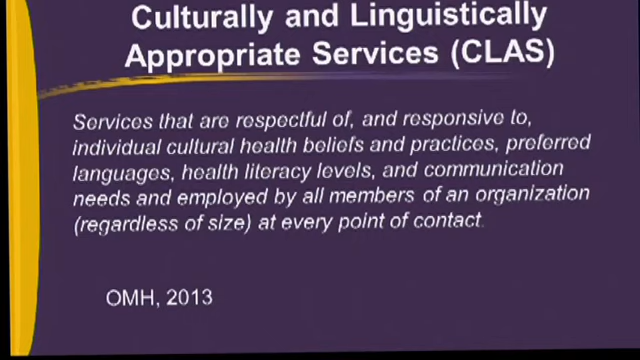 Culturally and Linguistically
Appropriate Services (CLAS)
Services that are respectful of, and responsive to,
individual cultural health beliefs and practices, preferred
languages, health literacy levels, and communication
needs and employed by all members of an organization
(regardless of size) at every point of contact.
OMH, 2013